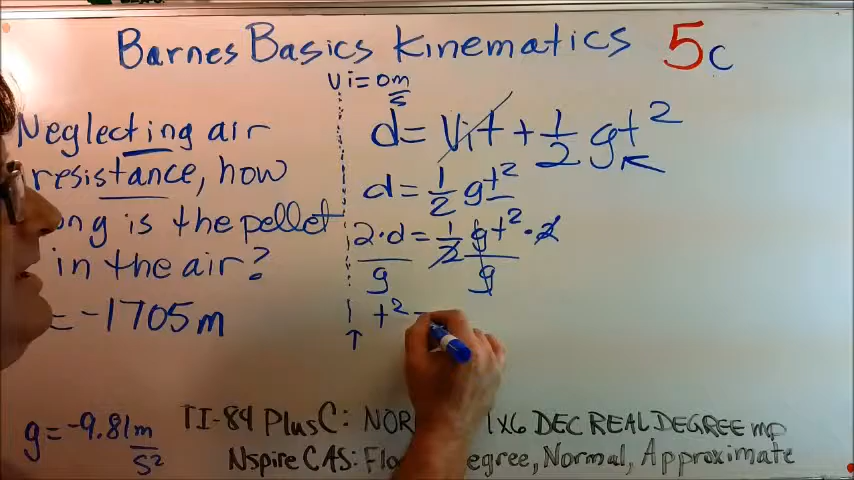 Barnes Basics Kinematics 5c
Neglecting air
resistance, how
ong is the pellet
in the air?
= -1705m
g = -9.81 m/s²
vi = 0 m/s
d = Vit + 1/2 gt²
d = 1/2 gt²
2·d/g = 1/2 gt²·2/g
t² =
TI-84 Plus C: NOR 1X6 DEC REAL DEGREE mp
Nspire CAS: Flo egree, Normal, Approximate